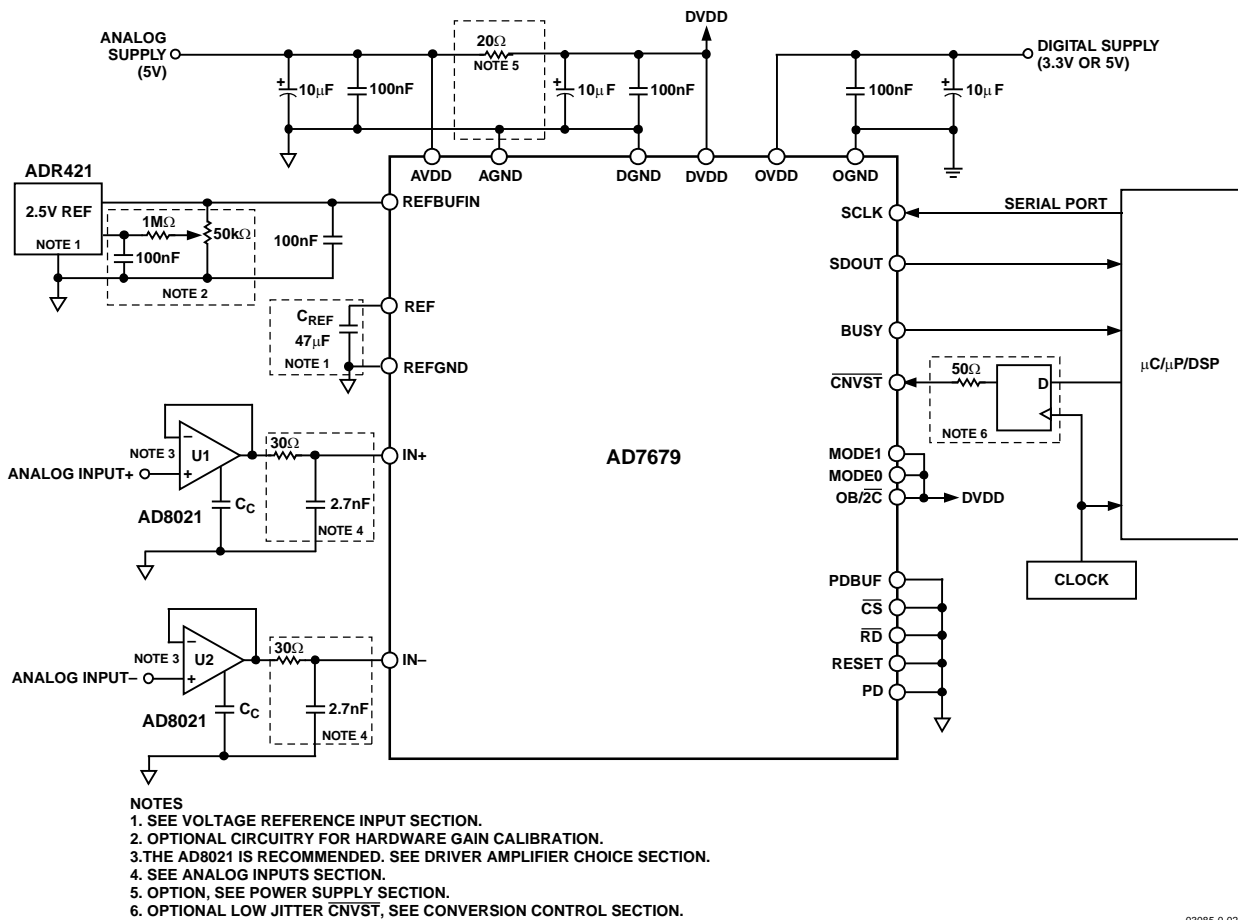 ANALOG
SUPPLY
(5V)
20Ω
NOTE 5
DVDD
DIGITAL SUPPLY
(3.3V OR 5V)
+
10μF
100nF
+
10μF
100nF
100nF
+
10μF
ADR421
2.5V REF
NOTE 1
1MΩ
50kΩ
100nF
NOTE 2
100nF
CREF
47μF
NOTE 1
AVDD
AGND
DGND
DVDD
OVDD
OGND
REFBUFIN
REF
REFGND
IN+
IN–
AD7679
SCLK
SDOUT
BUSY
CNVST
MODE1
MODE0
OB/2C
DVDD
PDBUF
CS
RD
RESET
PD
SERIAL PORT
μC/μP/DSP
50Ω
D
NOTE 6
CLOCK
NOTE 3
–
U1
+
ANALOG INPUT+
AD8021
CC
30Ω
2.7nF
NOTE 4
NOTE 3
–
U2
+
ANALOG INPUT–
AD8021
CC
30Ω
2.7nF
NOTE 4
NOTES
1. SEE VOLTAGE REFERENCE INPUT SECTION.
2. OPTIONAL CIRCUITRY FOR HARDWARE GAIN CALIBRATION.
3.THE AD8021 IS RECOMMENDED. SEE DRIVER AMPLIFIER CHOICE SECTION.
4. SEE ANALOG INPUTS SECTION.
5. OPTION, SEE POWER SUPPLY SECTION.
6. OPTIONAL LOW JITTER CNVST, SEE CONVERSION CONTROL SECTION.